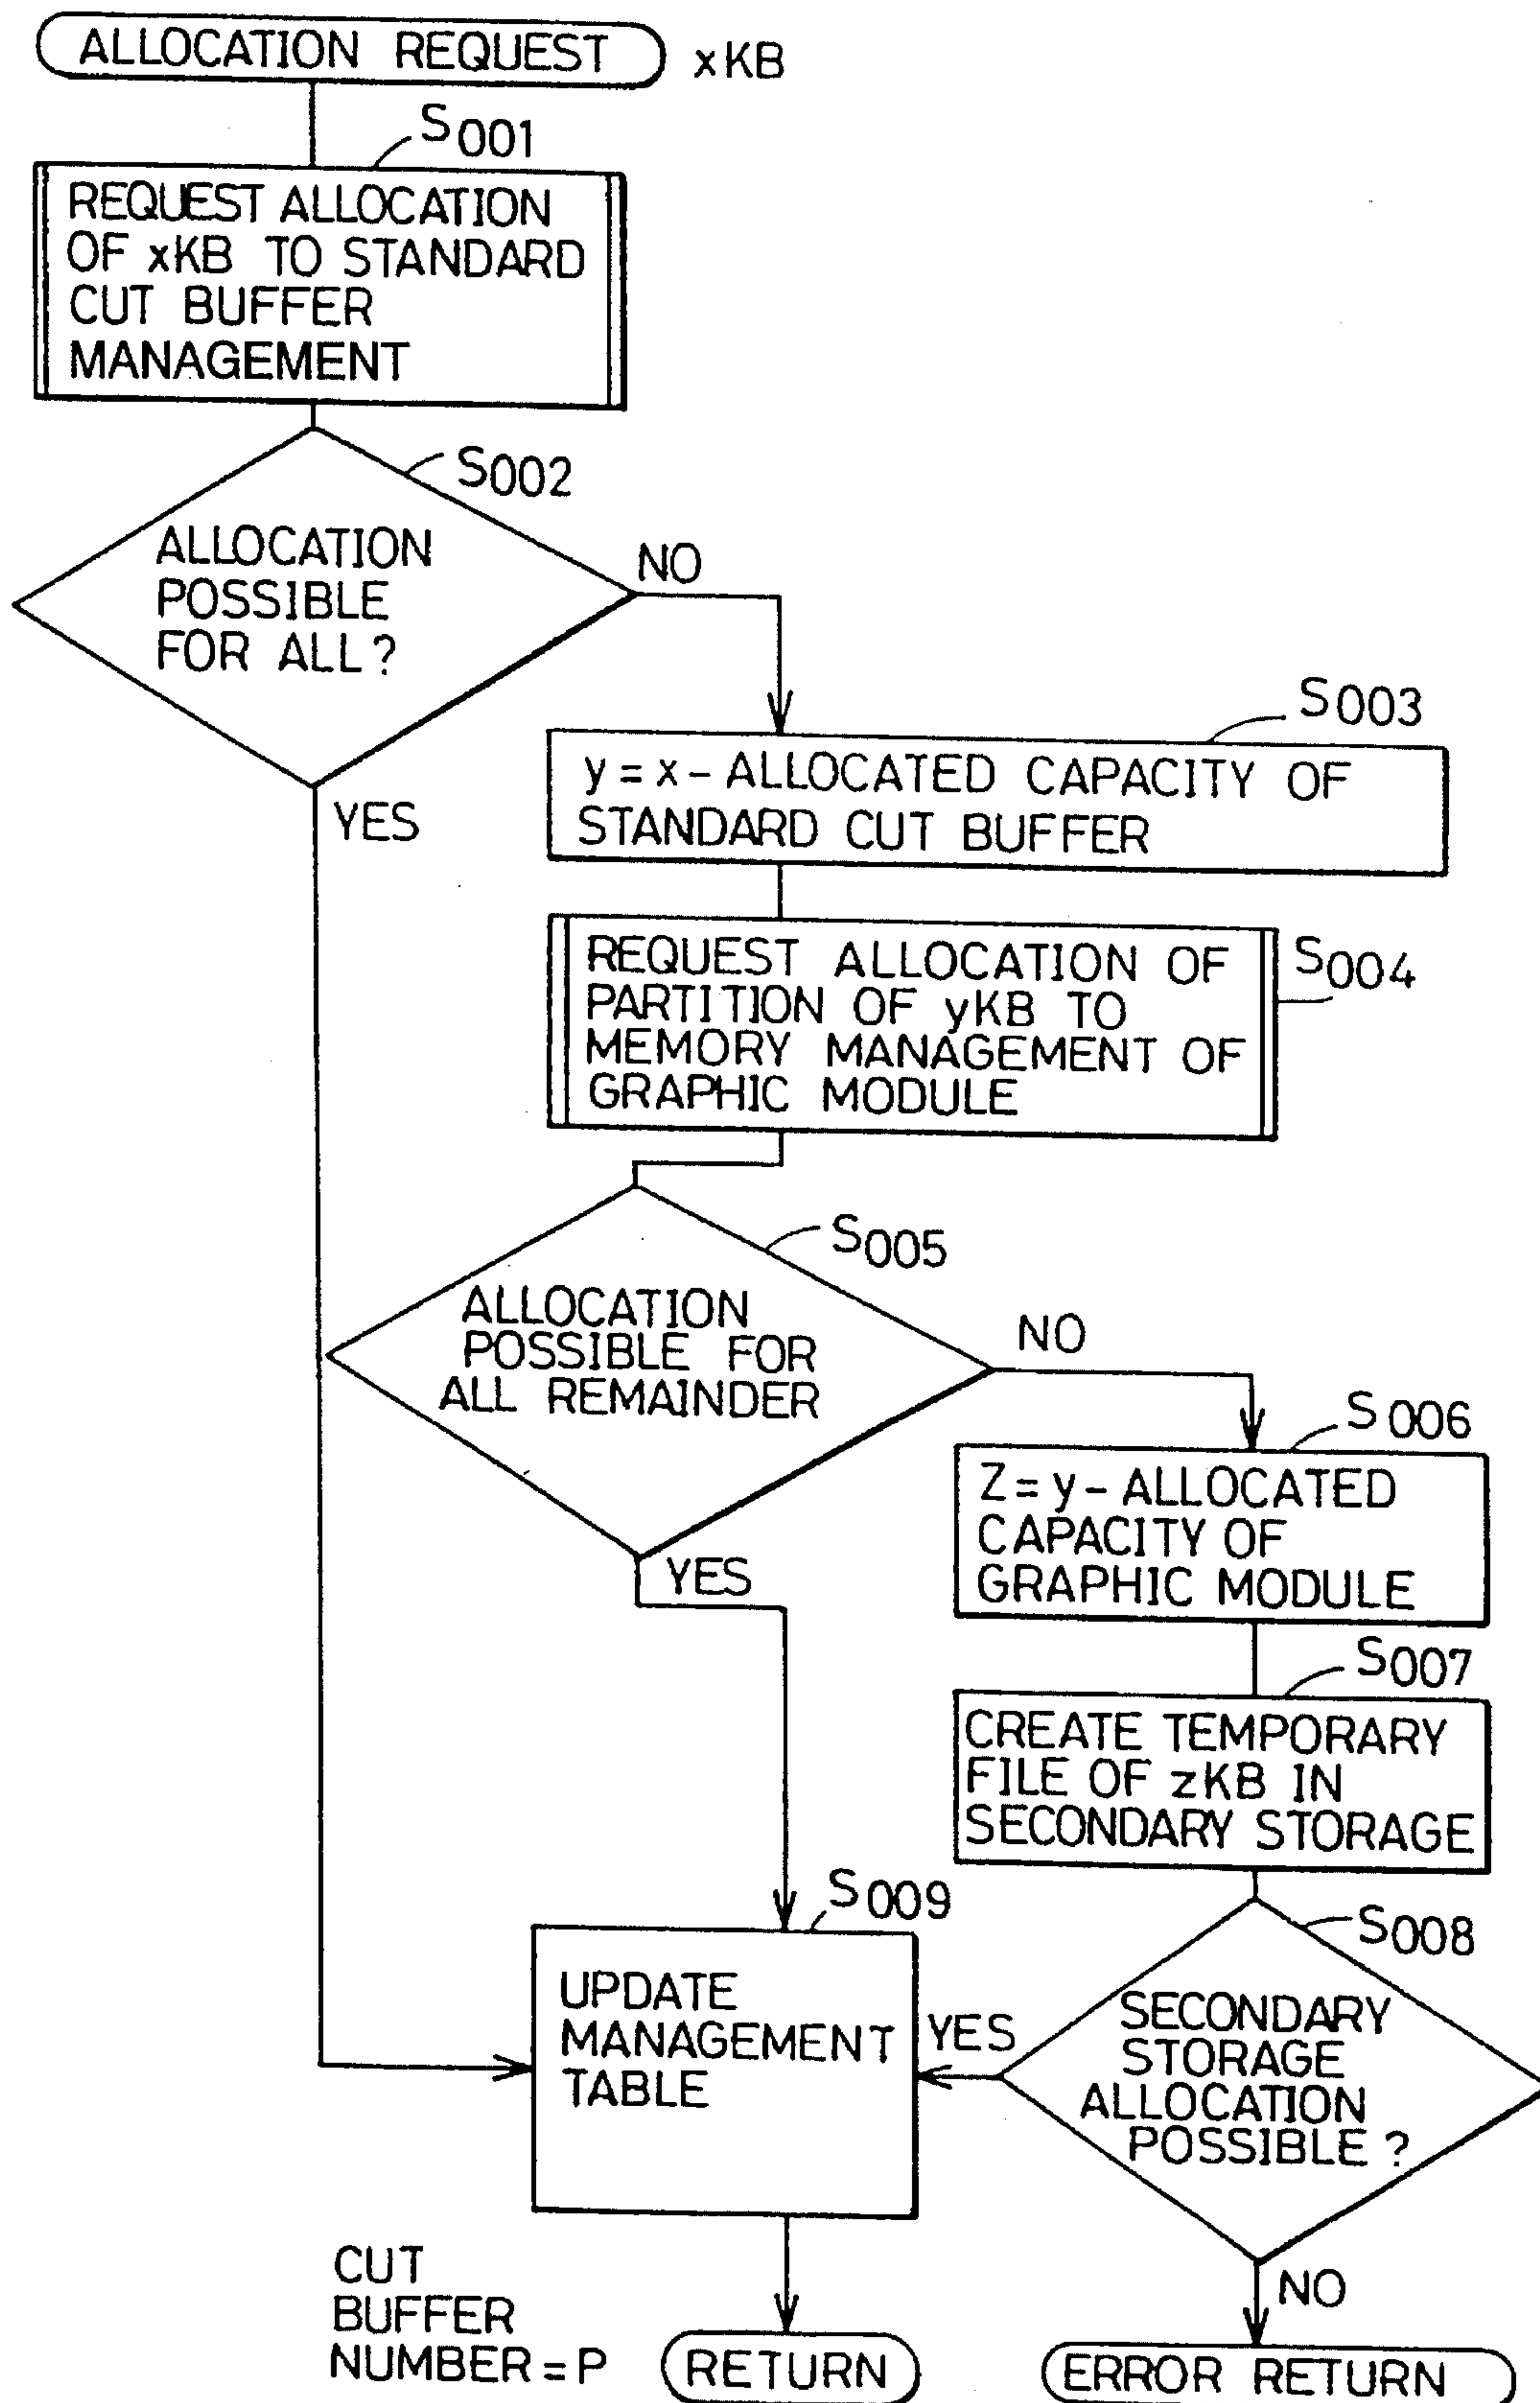 ALLOCATION REQUEST xKB
S001
REQUEST ALLOCATION
OF xKB TO STANDARD
CUT BUFFER
MANAGEMENT
S002
ALLOCATION
POSSIBLE
FOR ALL?
NO
YES
S003
y = x - ALLOCATED CAPACITY OF
STANDARD CUT BUFFER
S004
REQUEST ALLOCATION OF
PARTITION OF yKB TO
MEMORY MANAGEMENT OF
GRAPHIC MODULE
S005
ALLOCATION
POSSIBLE FOR
ALL REMAINDER
NO
YES
S006
Z = y - ALLOCATED
CAPACITY OF
GRAPHIC MODULE
S007
CREATE TEMPORARY
FILE OF zKB IN
SECONDARY STORAGE
S008
SECONDARY
STORAGE
ALLOCATION
POSSIBLE ?
YES
NO
S009
UPDATE
MANAGEMENT
TABLE
CUT
BUFFER
NUMBER = P
RETURN
ERROR RETURN